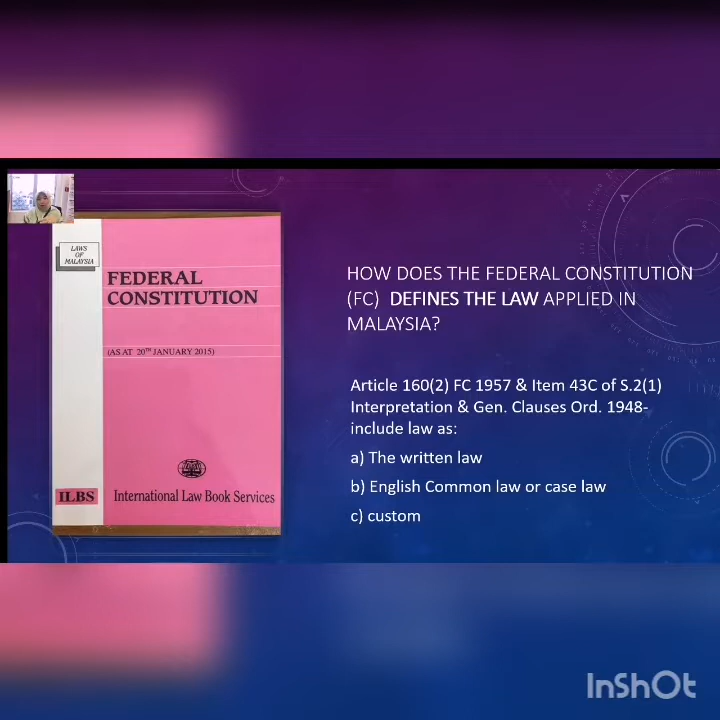 LAWS
OF
MALAYSIA
FEDERAL
CONSTITUTION
(AS AT 20TH JANUARY 2015)
ILBS
International Law Book Services
HOW DOES THE FEDERAL CONSTITUTION
(FC) DEFINES THE LAW APPLIED IN
MALAYSIA?
Article 160(2) FC 1957 & Item 43C of S.2(1)
Interpretation & Gen. Clauses Ord. 1948-
include law as:
a) The written law
b) English Common law or case law
c) custom
InShOt